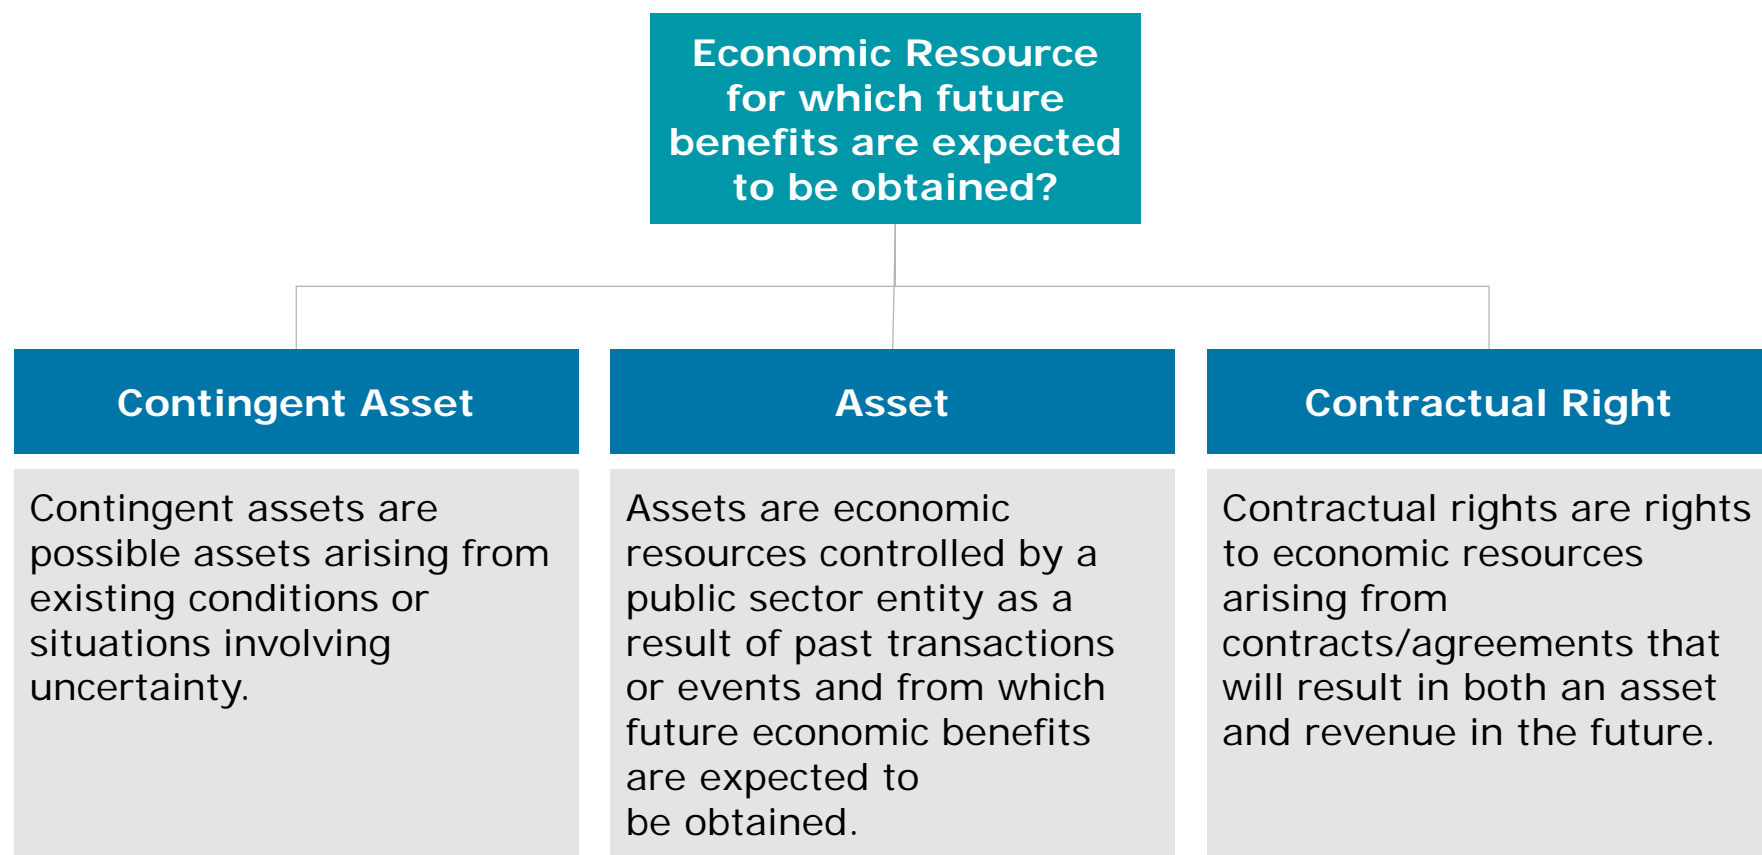 Economic Resource
for which future
benefits are expected
to be obtained?
Contingent Asset
Contingent assets are
possible assets arising from
existing conditions or
situations involving
uncertainty.
Asset
Assets are economic
resources controlled by a
public sector entity as a
result of past transactions
or events and from which
future economic benefits
are expected to
be obtained.
Contractual Right
Contractual rights are rights
to economic resources
arising from
contracts/agreements that
will result in both an asset
and revenue in the future.